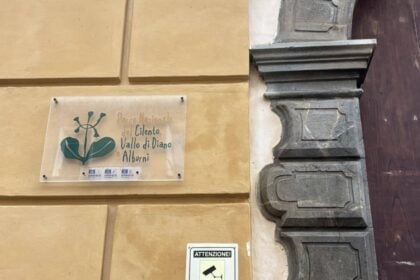 Parco Nazionale
del Cilento,
Vallo di Diano
e Alburni
ATTENZIONE!